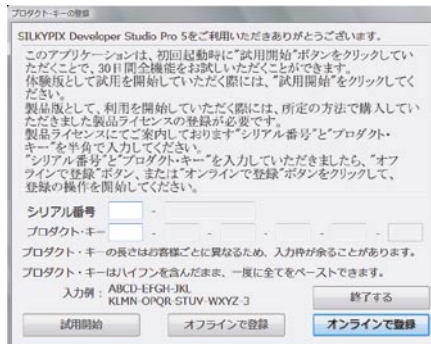 プロダクト・キーの登録
SILKYPIX Developer Studio Pro 5をご利用いただきありがとうございます。
このアプリケーションは、初回起動時に"試用開始"ボタンをクリックしてい
ただくことで、30日間全機能をお試しいただくことができます。
体験版として試用を開始していただく際には、"試用開始"をクリックしてく
ださい。
製品版として、利用を開始していただく際には、所定の方法で購入してい
ただきました製品ライセンスの登録が必要です。
製品ライセンスにてご案内しております"シリアル番号"と"プロダクト・
キー"を半角で入力してください。
"シリアル番号"と"プロダクト・キー"を入力していただきましたら、"オフ
ラインで登録"ボタン、または"オンラインで登録"ボタンをクリックして、
登録の操作を開始してください。
シリアル番号 -
プロダクト・キー - - - - -
プロダクト・キーの長さはお客様ごとに異なるため、入力枠が余ることがあります。
プロダクト・キーはハイフンを含んだまま、一度に全てをペーストできます。
入力例 : ABCD-EFGH-JKL
KLMN-OPQR-STUV-WXYZ-3
終了する
試用開始 オフラインで登録 オンラインで登録